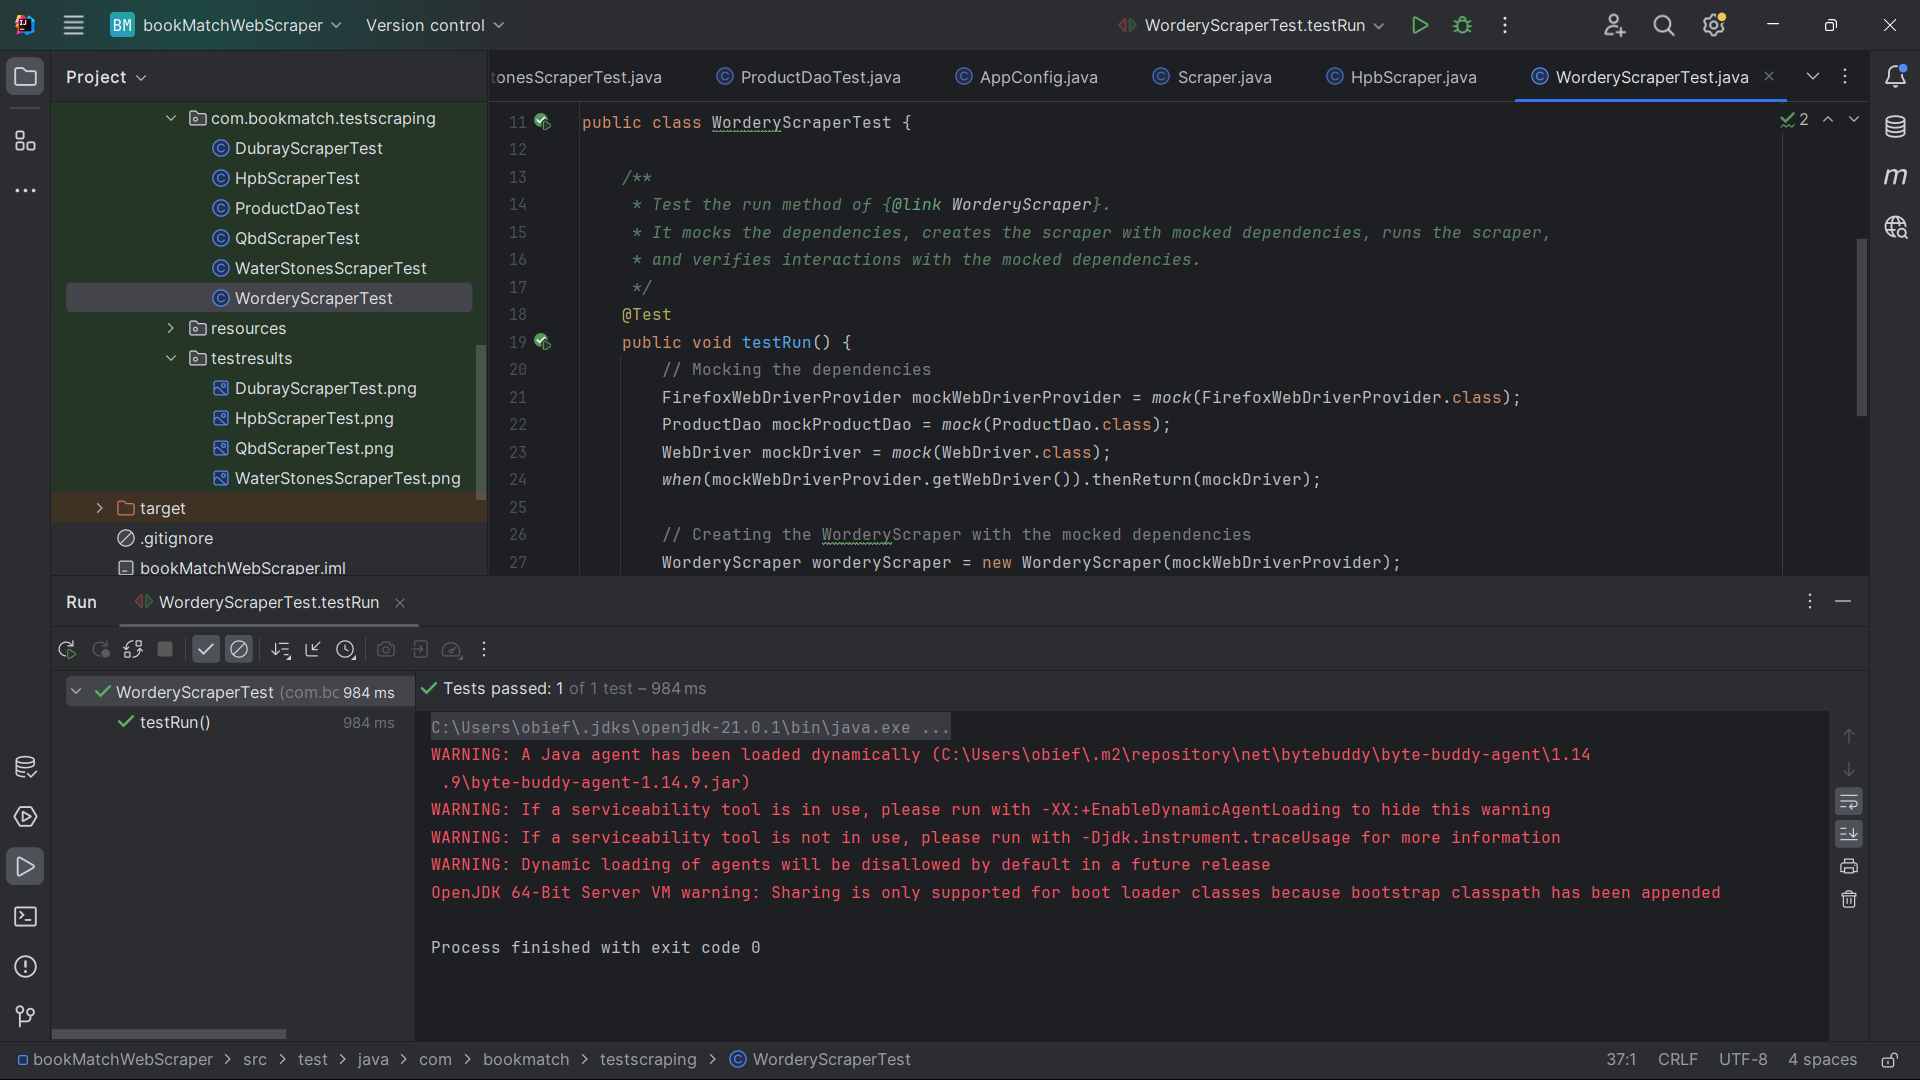 BM bookMatchWebScraper Version control WorderyScraperTest.testRun
Project
tonesScraperTest.java ProductDaoTest.java AppConfig.java Scraper.java HpbScraper.java WorderyScraperTest.java
com.bookmatch.testscraping
DubrayScraperTest
HpbScraperTest
ProductDaoTest
QbdScraperTest
WaterStonesScraperTest
WorderyScraperTest
resources
testresults
DubrayScraperTest.png
HpbScraperTest.png
QbdScraperTest.png
WaterStonesScraperTest.png
target
.gitignore
bookMatchWebScraper.iml
11 public class WorderyScraperTest {
2
12
13 /**
14 * Test the run method of {@link WorderyScraper}.
15 * It mocks the dependencies, creates the scraper with mocked dependencies, runs the scraper,
16 * and verifies interactions with the mocked dependencies.
17 */
18 @Test
19 public void testRun() {
20 // Mocking the dependencies
21 FirefoxWebDriverProvider mockWebDriverProvider = mock(FirefoxWebDriverProvider.class);
22 ProductDao mockProductDao = mock(ProductDao.class);
23 WebDriver mockDriver = mock(WebDriver.class);
24 when(mockWebDriverProvider.getWebDriver()).thenReturn(mockDriver);
25
26 // Creating the WorderyScraper with the mocked dependencies
27 WorderyScraper worderyScraper = new WorderyScraper(mockWebDriverProvider);
Run WorderyScraperTest.testRun
WorderyScraperTest (com.bc 984 ms
testRun() 984 ms
Tests passed: 1 of 1 test – 984 ms
C:\Users\obief\.jdks\openjdk-21.0.1\bin\java.exe ...
WARNING: A Java agent has been loaded dynamically (C:\Users\obief\.m2\repository\net\bytebuddy\byte-buddy-agent\1.14
.9\byte-buddy-agent-1.14.9.jar)
WARNING: If a serviceability tool is in use, please run with -XX:+EnableDynamicAgentLoading to hide this warning
WARNING: If a serviceability tool is not in use, please run with -Djdk.instrument.traceUsage for more information
WARNING: Dynamic loading of agents will be disallowed by default in a future release
OpenJDK 64-Bit Server VM warning: Sharing is only supported for boot loader classes because bootstrap classpath has been appended
Process finished with exit code 0
bookMatchWebScraper > src > test > java > com > bookmatch > testscraping > WorderyScraperTest
37:1 CRLF UTF-8 4 spaces